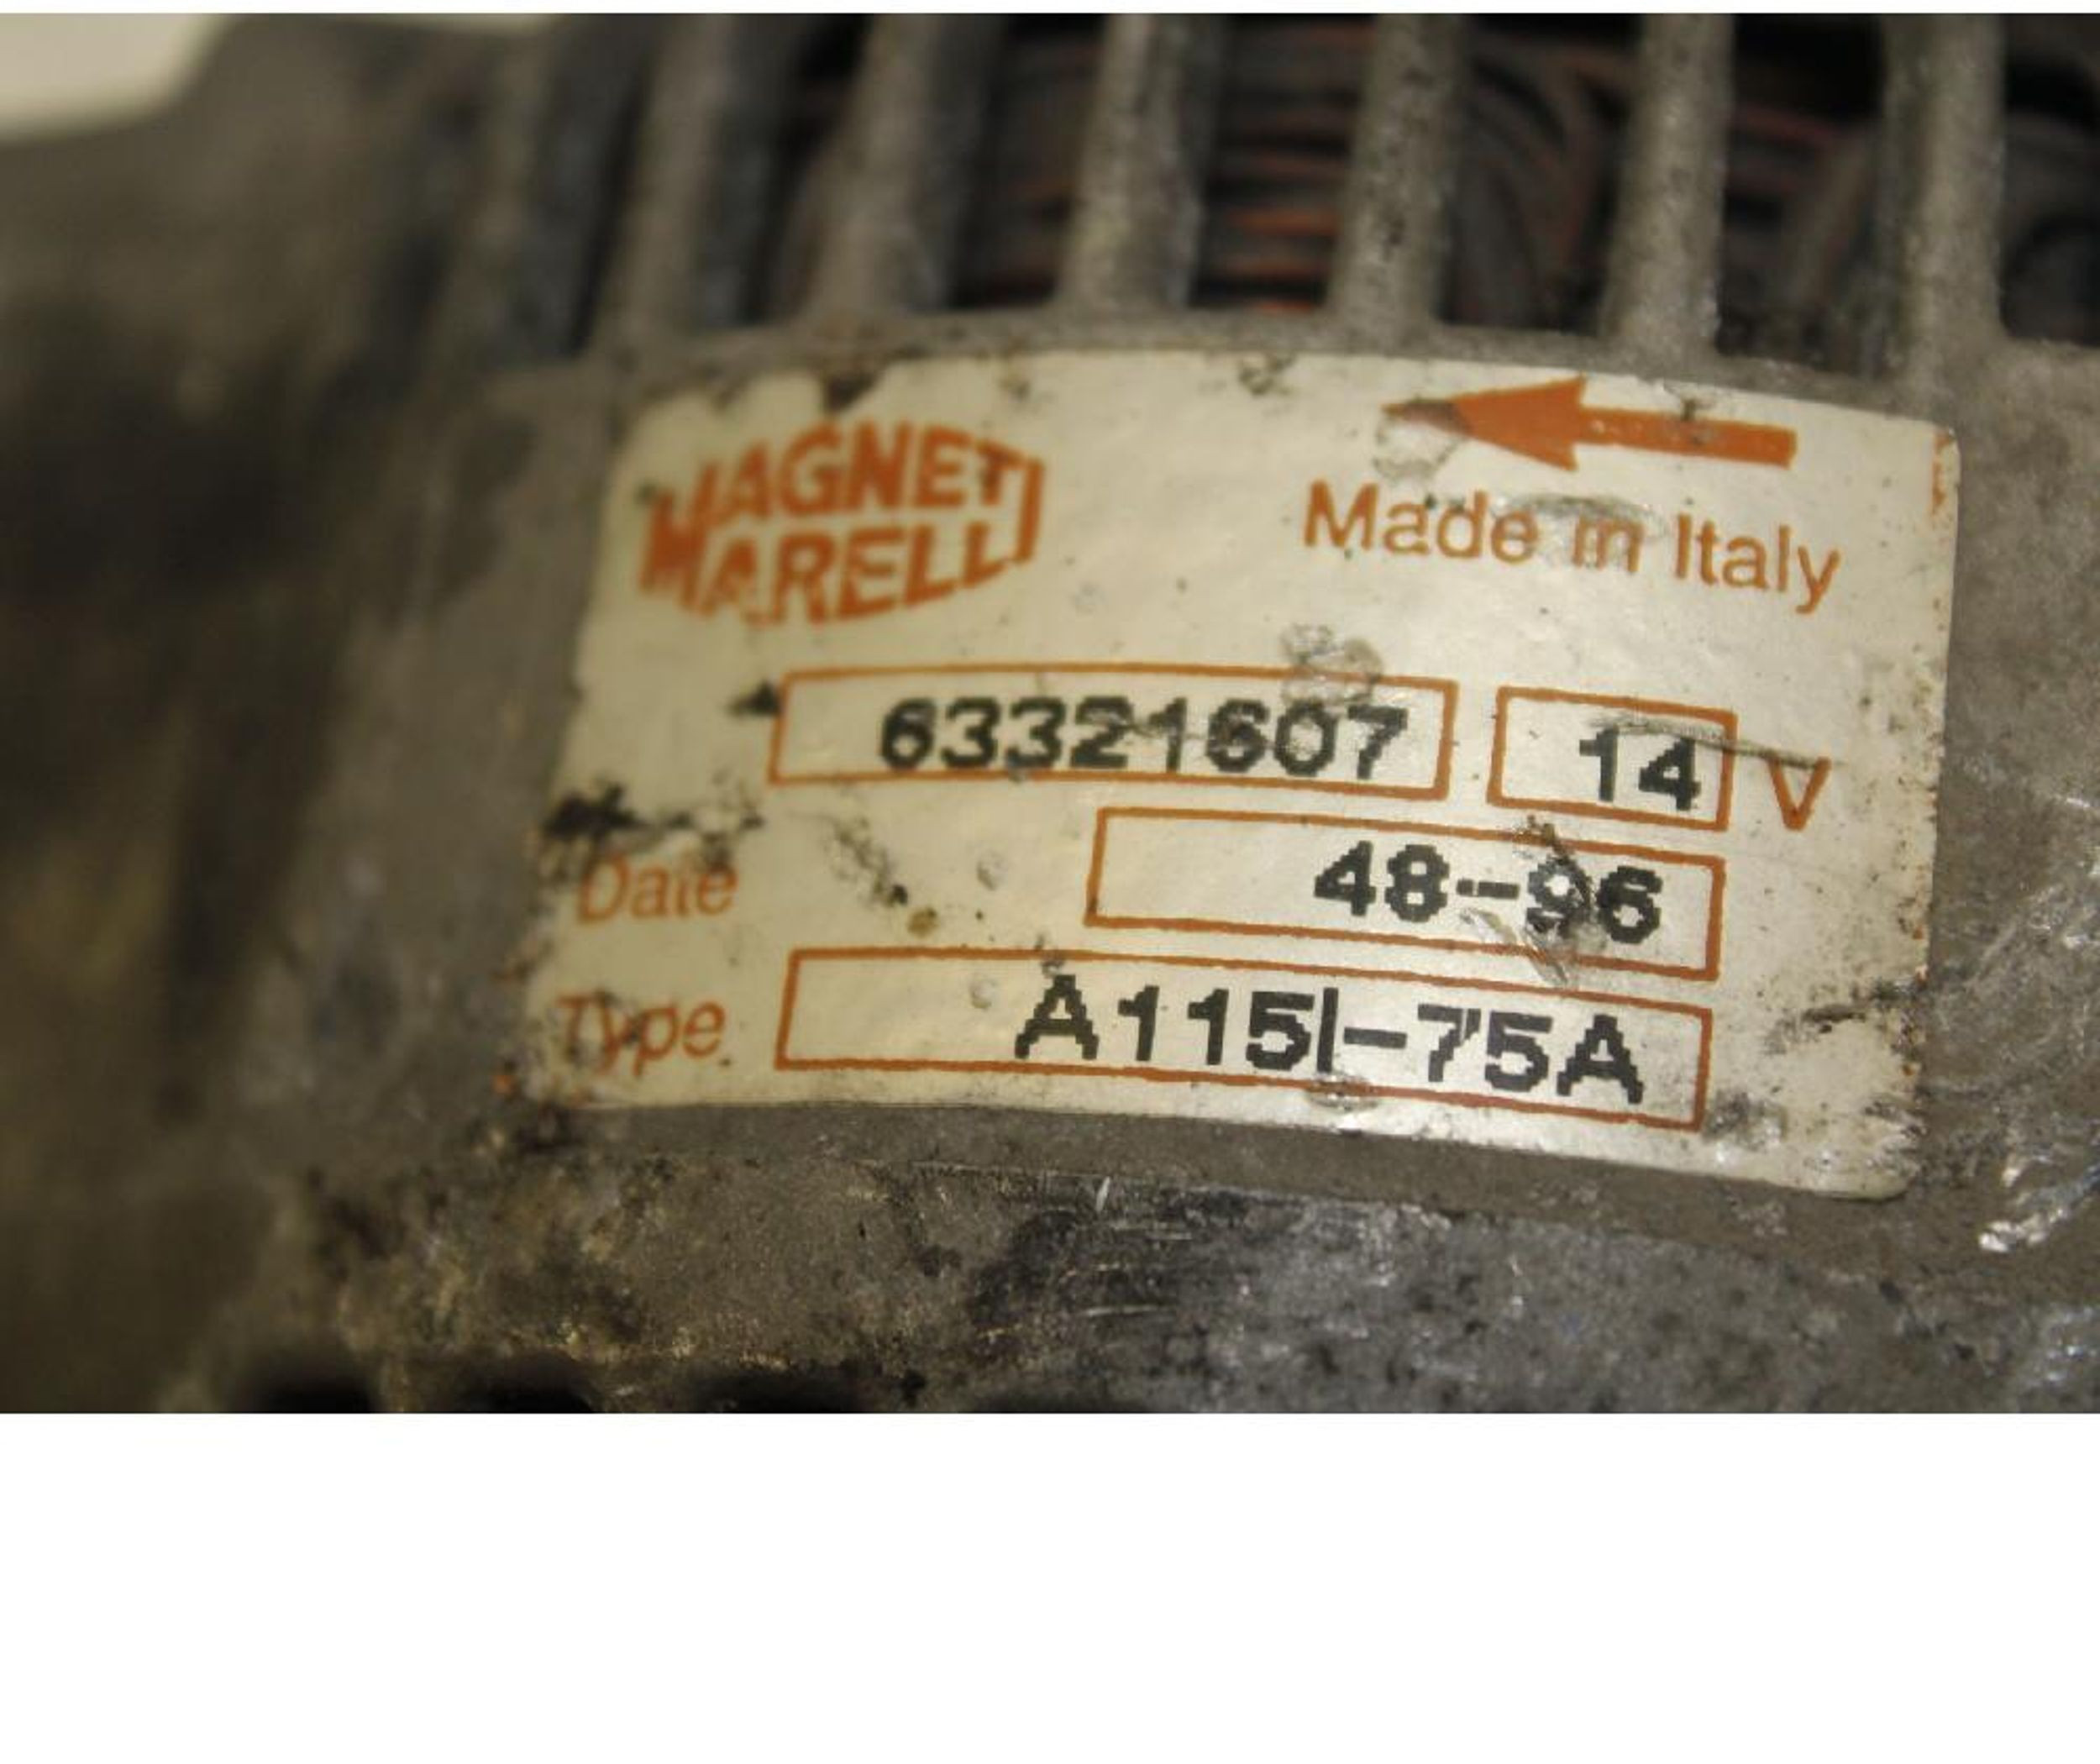 MAGNETI
MARELLI
Made in Italy
63321607 14 V
Date 48-96
Type A115I-75A